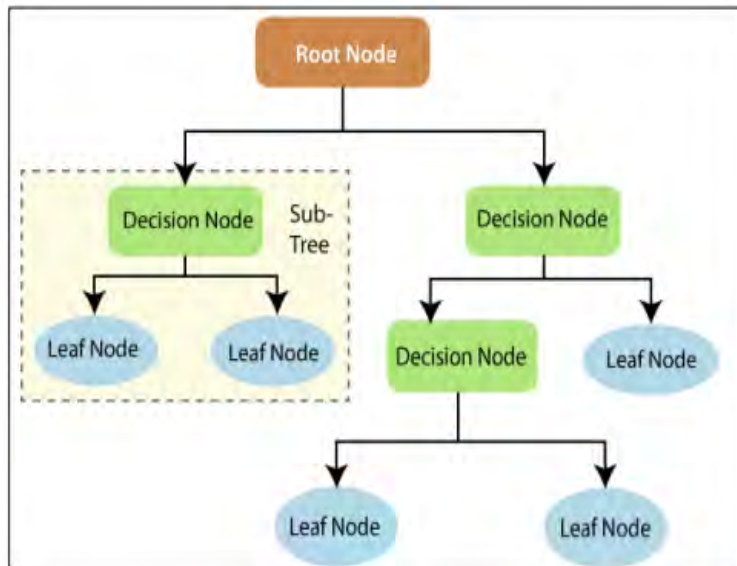 Root Node
Decision Node
Sub-
Tree
Decision Node
Leaf Node
Leaf Node
Decision Node
Leaf Node
Leaf Node
Leaf Node